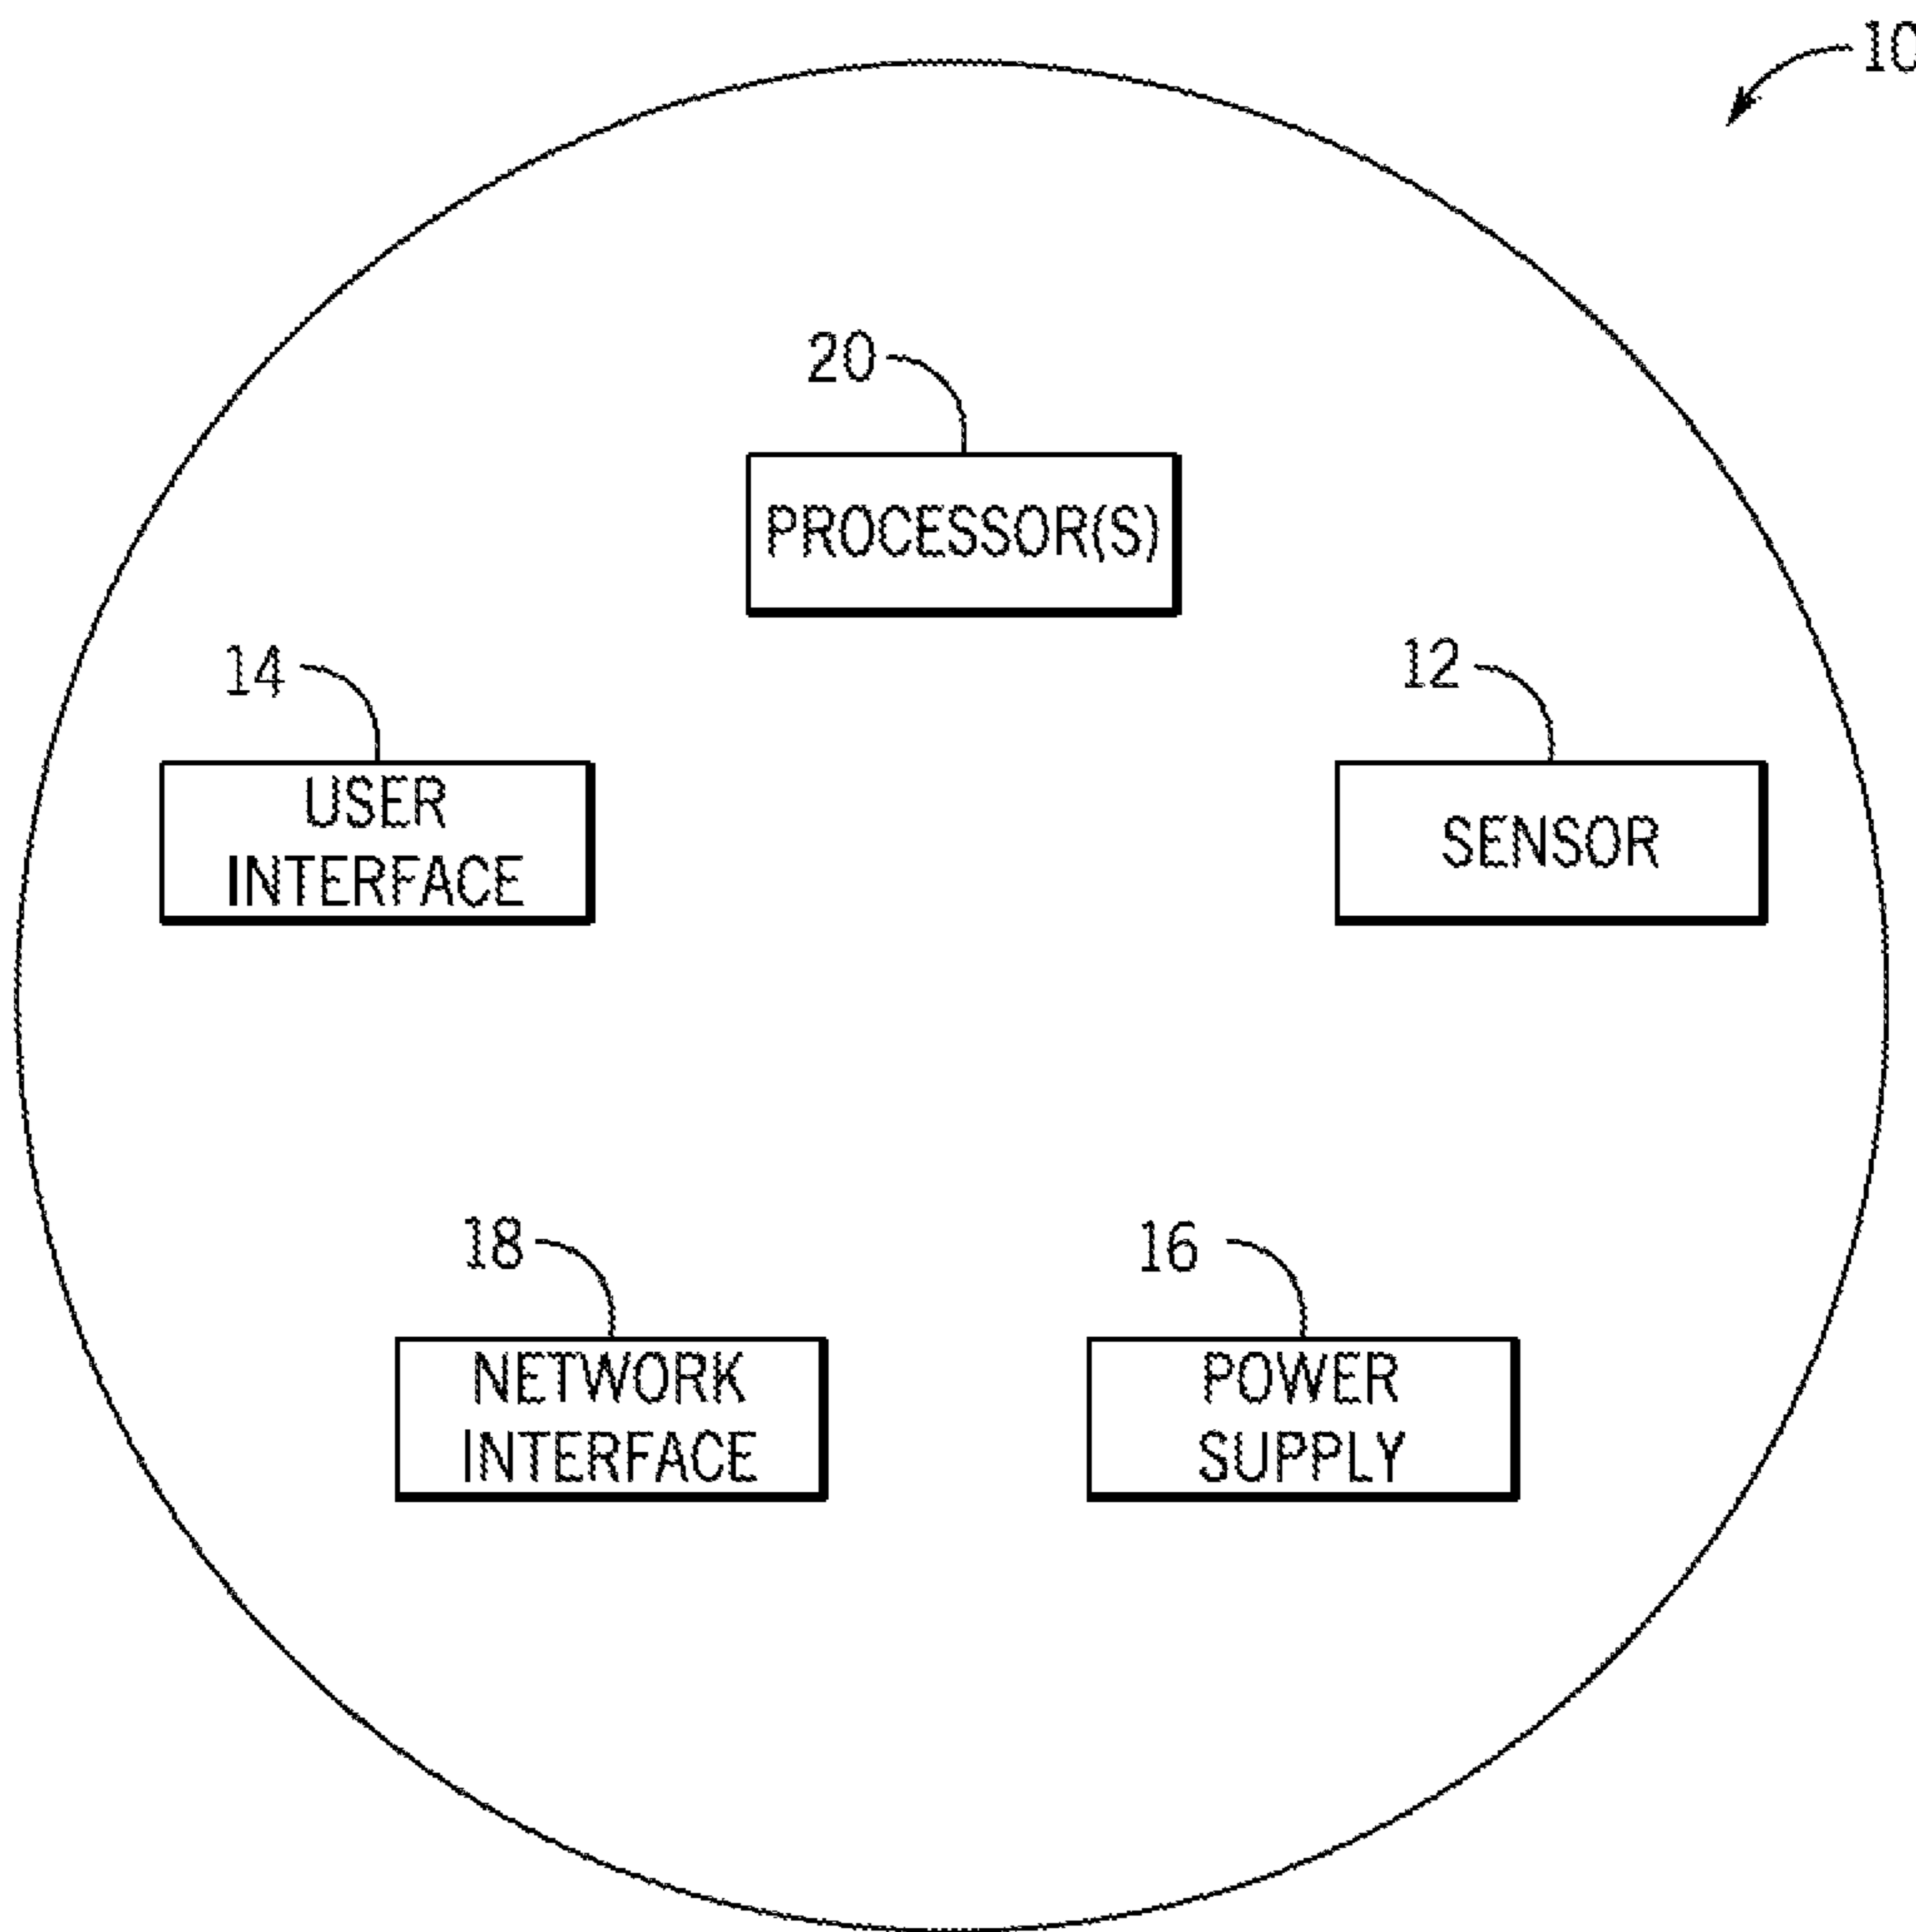 10
20
PROCESSOR(S)
14
12
USER
INTERFACE
SENSOR
18
16
NETWORK
INTERFACE
POWER
SUPPLY